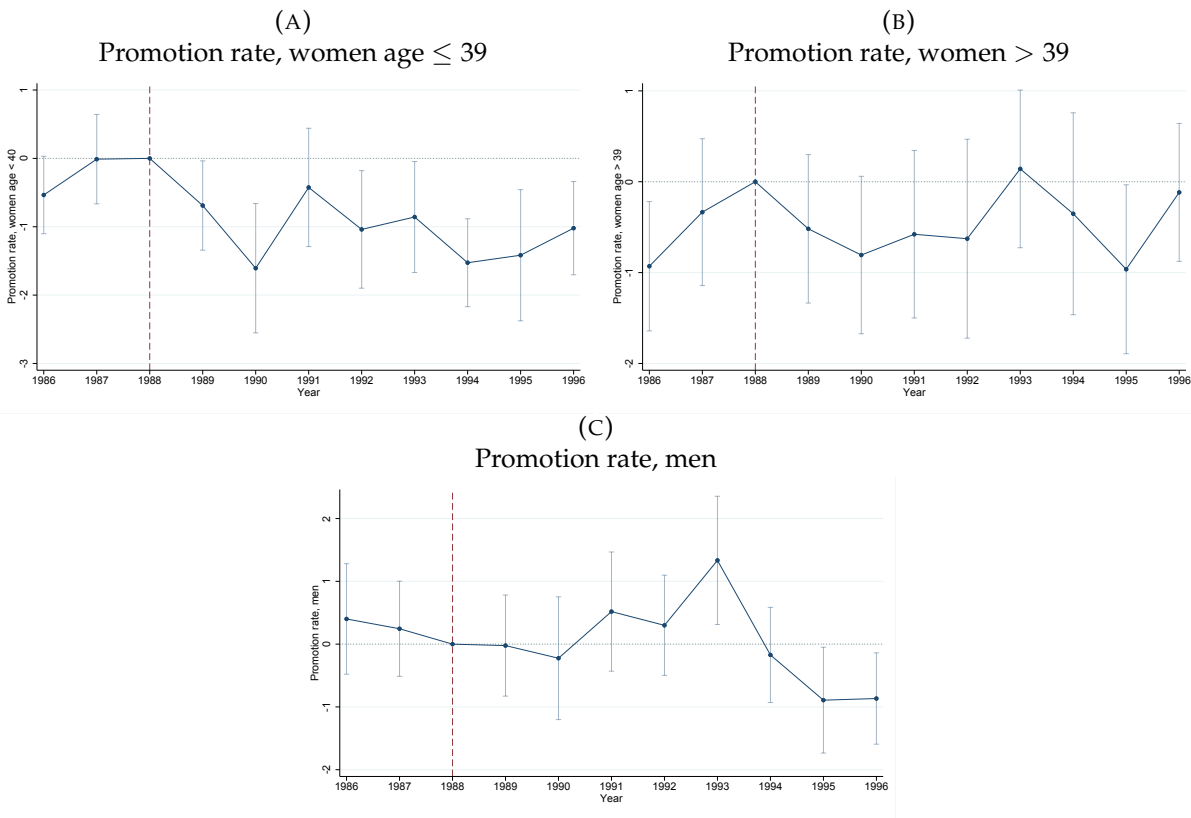 (A)
Promotion rate, women age ≤ 39
Promotion rate, women age < 40
1
0
-1
-2
-3
1986 1987 1988 1989 1990 1991 1992 1993 1994 1995 1996
Year
(B)
Promotion rate, women > 39
Promotion rate, women age > 39
1
0
-1
-2
1986 1987 1988 1989 1990 1991 1992 1993 1994 1995 1996
Year
(C)
Promotion rate, men
Promotion rate, men
2
1
0
-1
-2
1986 1987 1988 1989 1990 1991 1992 1993 1994 1995 1996
Year